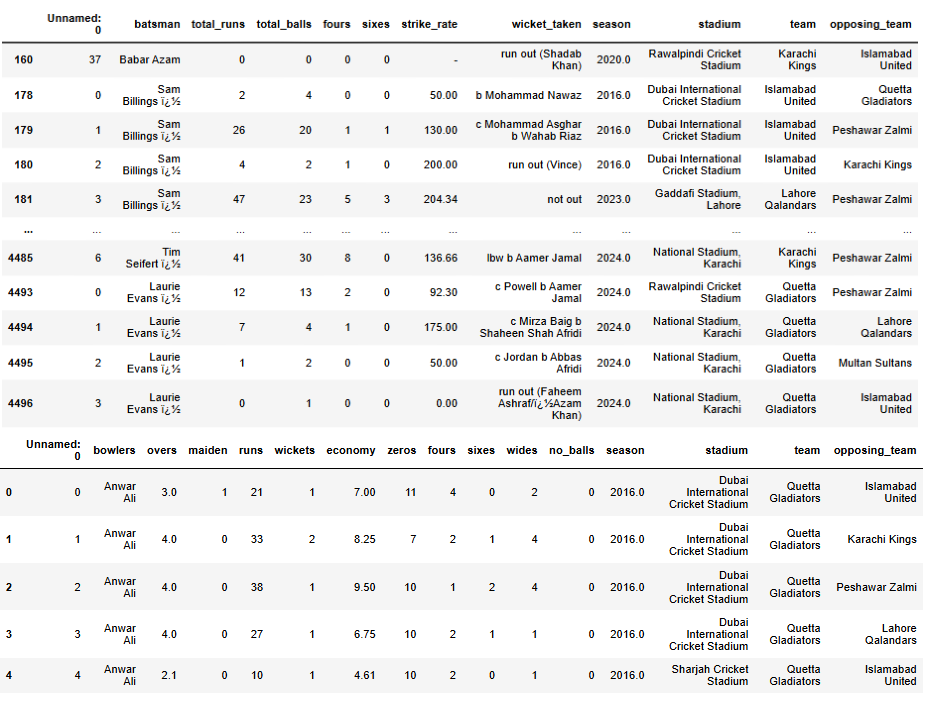 Unnamed: 0 batsman total_runs total_balls fours sixes strike_rate wicket_taken season stadium team opposing_team
160 37 Babar Azam 0 0 0 0 - run out (Shadab Khan) 2020.0 Rawalpindi Cricket Stadium Karachi Kings Islamabad United
178 0 Sam Billings ï¿½ 2 4 0 0 50.00 b Mohammad Nawaz 2016.0 Dubai International Cricket Stadium Islamabad United Quetta Gladiators
179 1 Sam Billings ï¿½ 26 20 1 1 130.00 c Mohammad Asghar b Wahab Riaz 2016.0 Dubai International Cricket Stadium Islamabad United Peshawar Zalmi
180 2 Sam Billings ï¿½ 4 2 1 0 200.00 run out (Vince) 2016.0 Dubai International Cricket Stadium Islamabad United Karachi Kings
181 3 Sam Billings ï¿½ 47 23 5 3 204.34 not out 2023.0 Gaddafi Stadium, Lahore Lahore Qalandars Peshawar Zalmi
... ... ... ... ... ... ... ... ... ... ... ... ...
4485 6 Tim Seifert ï¿½ 41 30 8 0 136.66 lbw b Aamer Jamal 2024.0 National Stadium, Karachi Karachi Kings Peshawar Zalmi
4493 0 Laurie Evans ï¿½ 12 13 2 0 92.30 c Powell b Aamer Jamal 2024.0 Rawalpindi Cricket Stadium Quetta Gladiators Peshawar Zalmi
4494 1 Laurie Evans ï¿½ 7 4 1 0 175.00 c Mirza Baig b Shaheen Shah Afridi 2024.0 National Stadium, Karachi Quetta Gladiators Lahore Qalandars
4495 2 Laurie Evans ï¿½ 1 2 0 0 50.00 c Jordan b Abbas Afridi 2024.0 National Stadium, Karachi Quetta Gladiators Multan Sultans
4496 3 Laurie Evans ï¿½ 0 1 0 0 0.00 run out (Faheem Ashraf/ï¿½Azam Khan) 2024.0 National Stadium, Karachi Quetta Gladiators Islamabad United
Unnamed: 0 bowlers overs maiden runs wickets economy zeros fours sixes wides no_balls season stadium team opposing_team
0 0 Anwar Ali 3.0 1 21 1 7.00 11 4 0 2 0 2016.0 Dubai International Cricket Stadium Quetta Gladiators Islamabad United
1 1 Anwar Ali 4.0 0 33 2 8.25 7 2 1 4 0 2016.0 Dubai International Cricket Stadium Quetta Gladiators Karachi Kings
2 2 Anwar Ali 4.0 0 38 1 9.50 10 1 2 4 0 2016.0 Dubai International Cricket Stadium Quetta Gladiators Peshawar Zalmi
3 3 Anwar Ali 4.0 0 27 1 6.75 10 2 1 1 0 2016.0 Dubai International Cricket Stadium Quetta Gladiators Lahore Qalandars
4 4 Anwar Ali 2.1 0 10 1 4.61 10 2 0 1 0 2016.0 Sharjah Cricket Stadium Quetta Gladiators Islamabad United